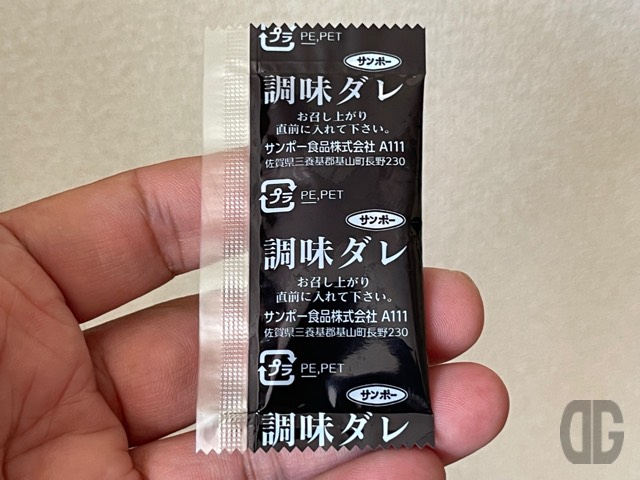 プラ PE,PET
サンポー
調味ダレ
お召し上がり
直前に入れて下さい。
サンポー食品株式会社 A111
佐賀県三養基郡基山町長野230
プラ PE,PET
サンポー
調味ダレ
お召し上がり
直前に入れて下さい。
サンポー食品株式会社 A111
佐賀県三養基郡基山町長野230
プラ PE,PET
サンポー
調味ダレ
DG